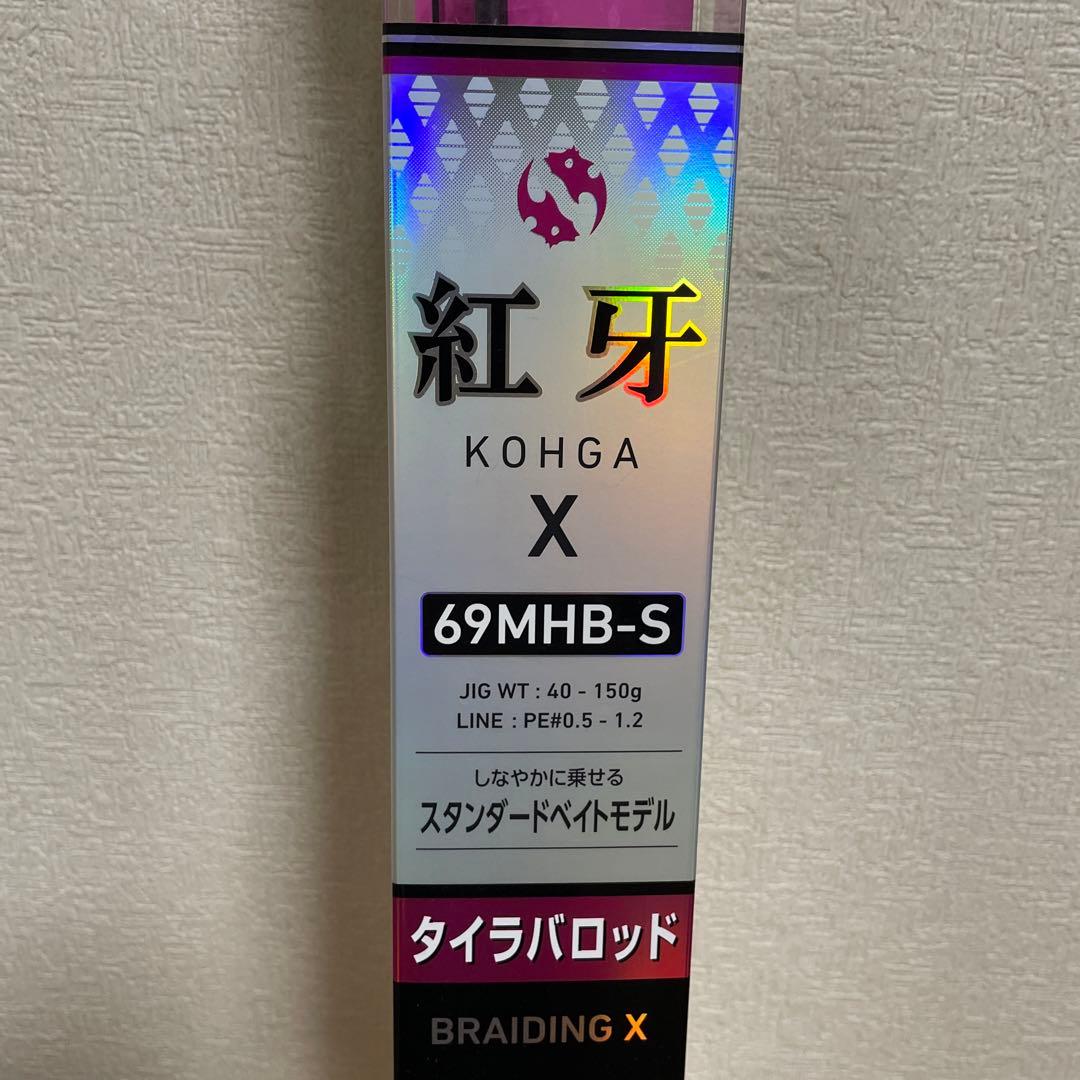 紅牙
KOHGA
X
69MHB-S
JIG WT : 40 - 150g
LINE : PE#0.5 - 1.2
しなやかに乗せる
スタンダードベイトモデル
タイラバロッド
BRAIDING X